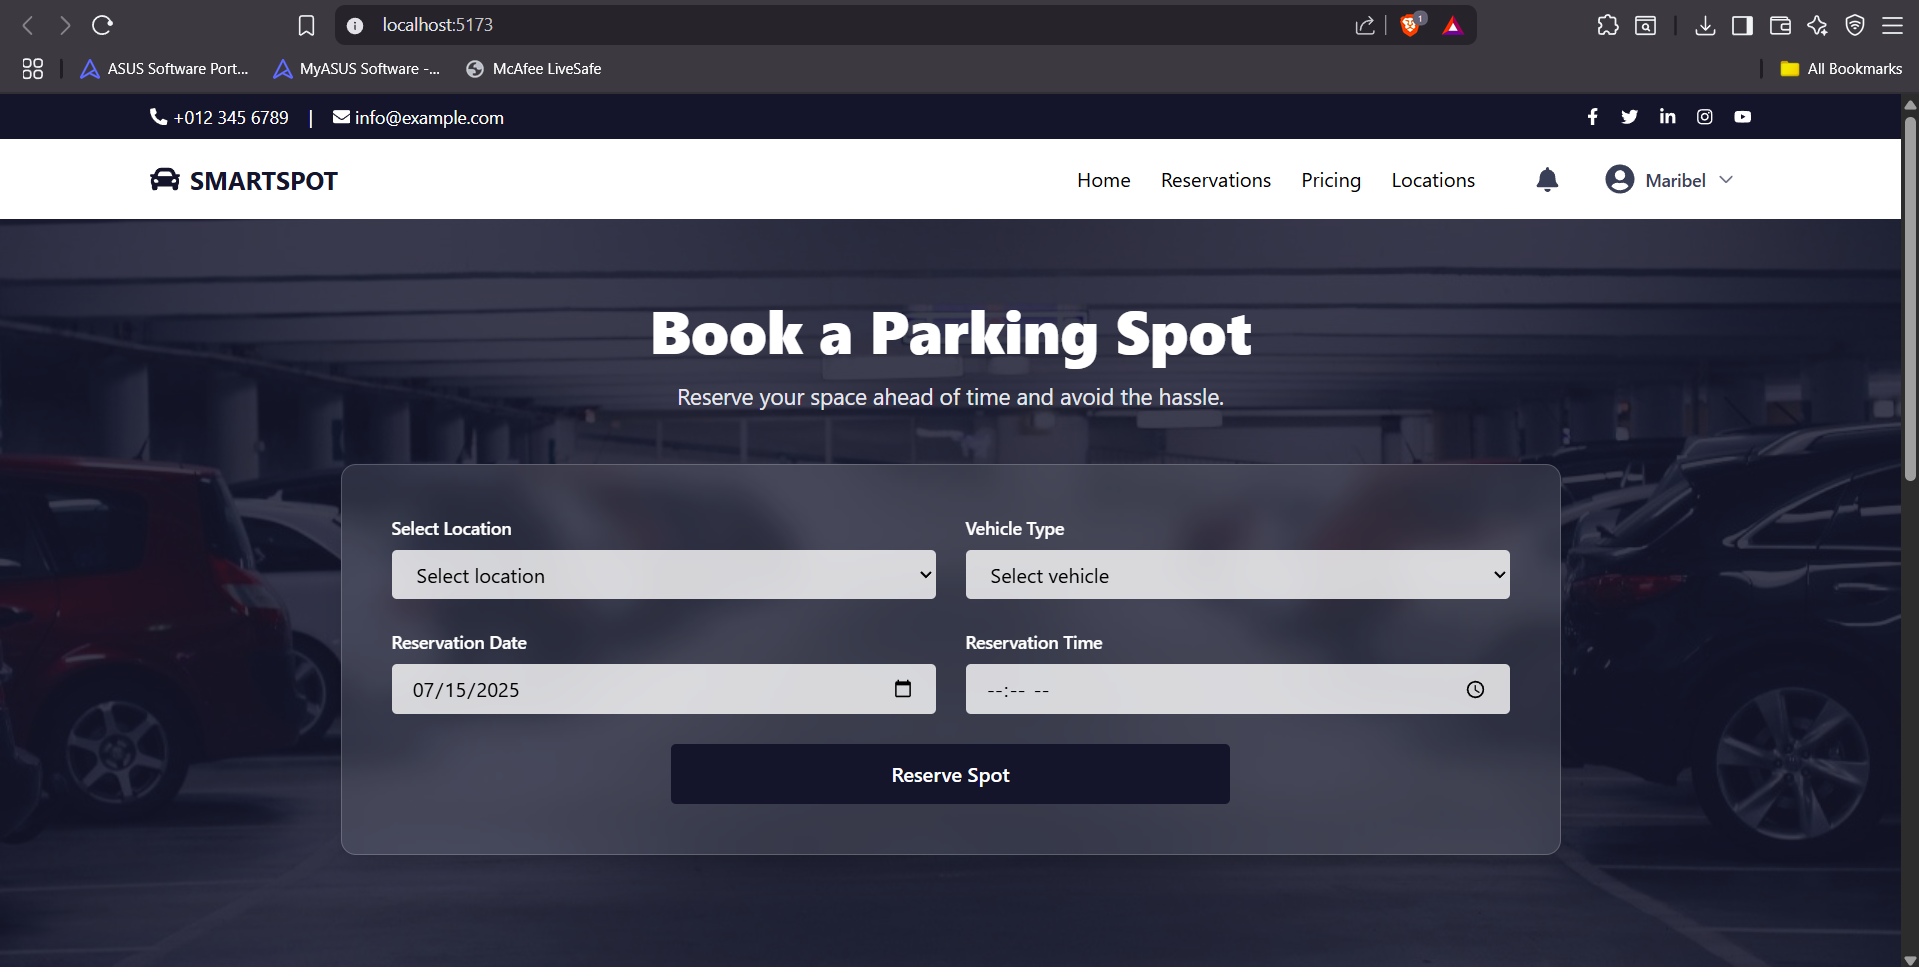 localhost:5173
1
ASUS Software Port...
MyASUS Software -...
McAfee LiveSafe
All Bookmarks
+012 345 6789 | info@example.com
SMARTSPOT
Home
Reservations
Pricing
Locations
Maribel
Book a Parking Spot
Reserve your space ahead of time and avoid the hassle.
Select Location
Vehicle Type
Select location
Select vehicle
Reservation Date
Reservation Time
07/15/2025
--:-- --
Reserve Spot